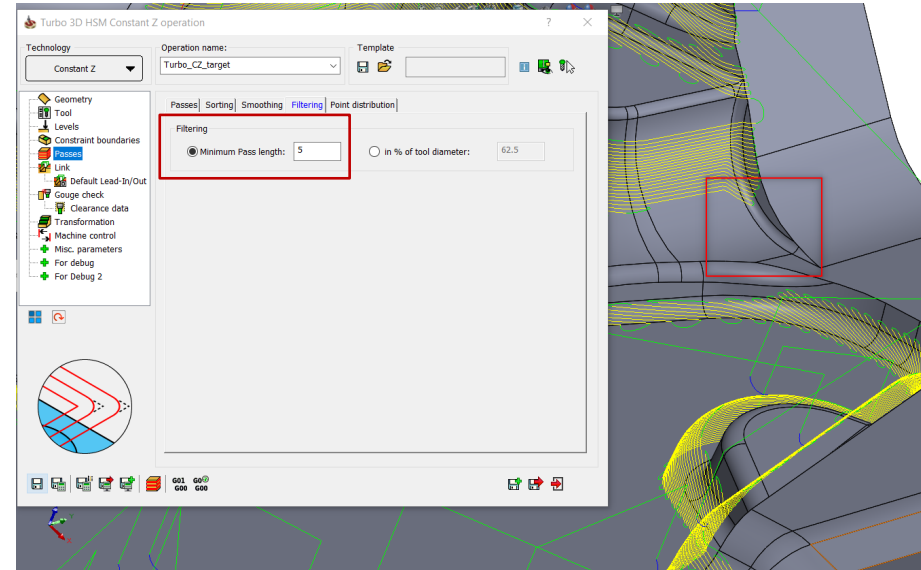 Turbo 3D HSM Constant Z operation
? ×
Technology
Constant Z
Operation name:
Turbo_CZ_target
Template
Geometry
Tool
Levels
Constraint boundaries
Passes
Link
Default Lead-In/Out
Gouge check
Clearance data
Transformation
Machine control
Misc. parameters
For debug
For Debug 2
Passes Sorting Smoothing Filtering Point distribution
Filtering
Minimum Pass length: 5 in % of tool diameter: 62.5
G01 G00
G00 G00